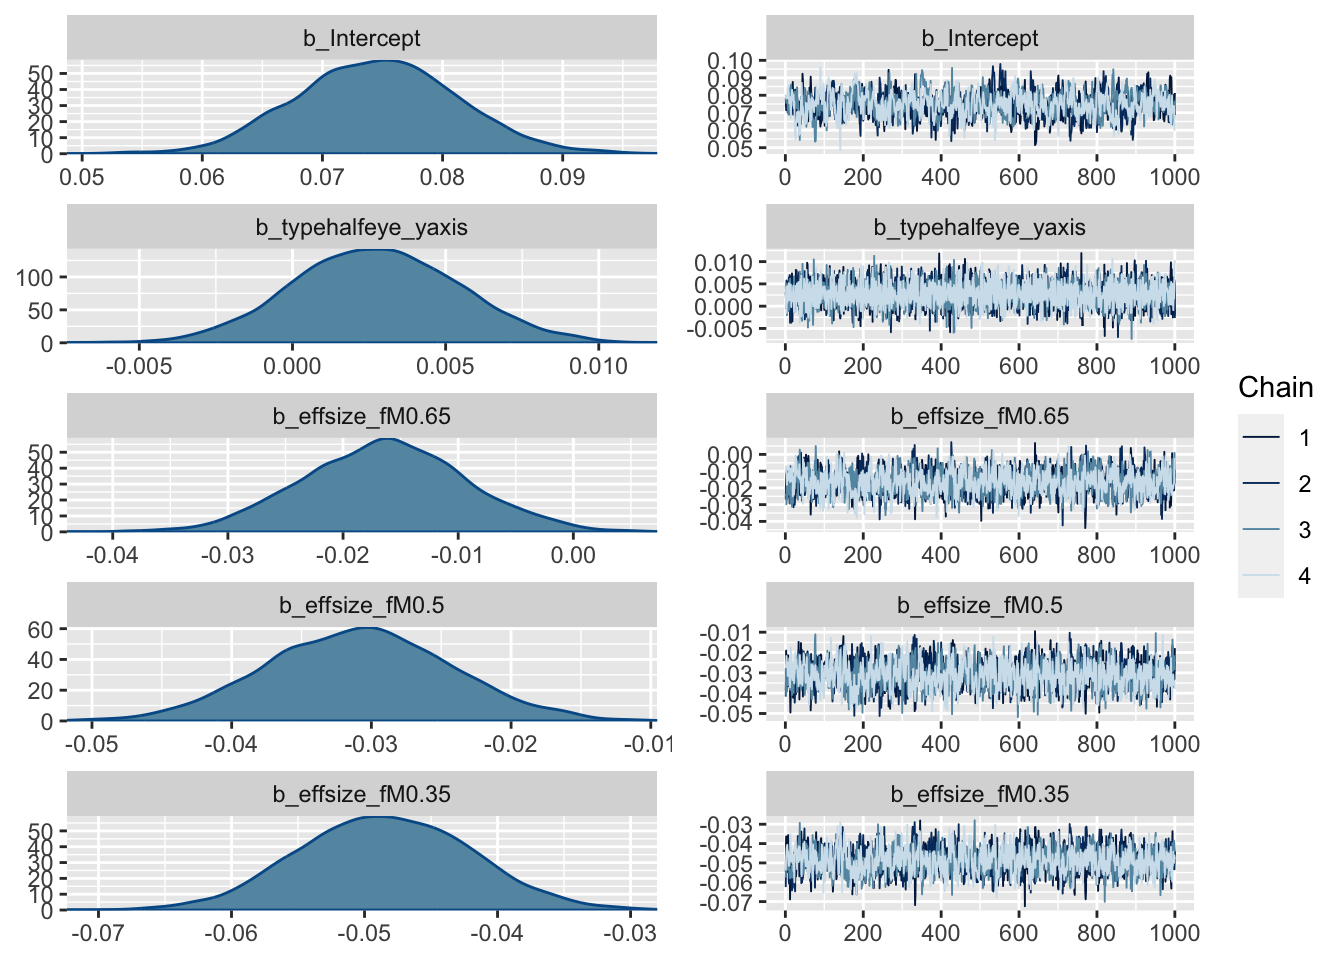 b_Intercept
50
40
30
20
10
0
0.05 0.06 0.07 0.08 0.09
b_Intercept
0.10
0.09
0.08
0.07
0.06
0.05
0 200 400 600 800 1000
b_typehalfeye_yaxis
100
50
0
-0.005 0.000 0.005 0.010
b_typehalfeye_yaxis
0.010
0.005
0.000
-0.005
0 200 400 600 800 1000
b_effsize_fM0.65
50
40
30
20
10
0
-0.04 -0.03 -0.02 -0.01 0.00
b_effsize_fM0.65
0.00
-0.01
-0.02
-0.03
-0.04
0 200 400 600 800 1000
b_effsize_fM0.5
60
40
20
0
-0.05 -0.04 -0.03 -0.02 -0.01
b_effsize_fM0.5
-0.01
-0.02
-0.03
-0.04
-0.05
0 200 400 600 800 1000
b_effsize_fM0.35
50
40
30
20
10
0
-0.07 -0.06 -0.05 -0.04 -0.03
b_effsize_fM0.35
-0.03
-0.04
-0.05
-0.06
-0.07
0 200 400 600 800 1000
Chain
1
2
3
4